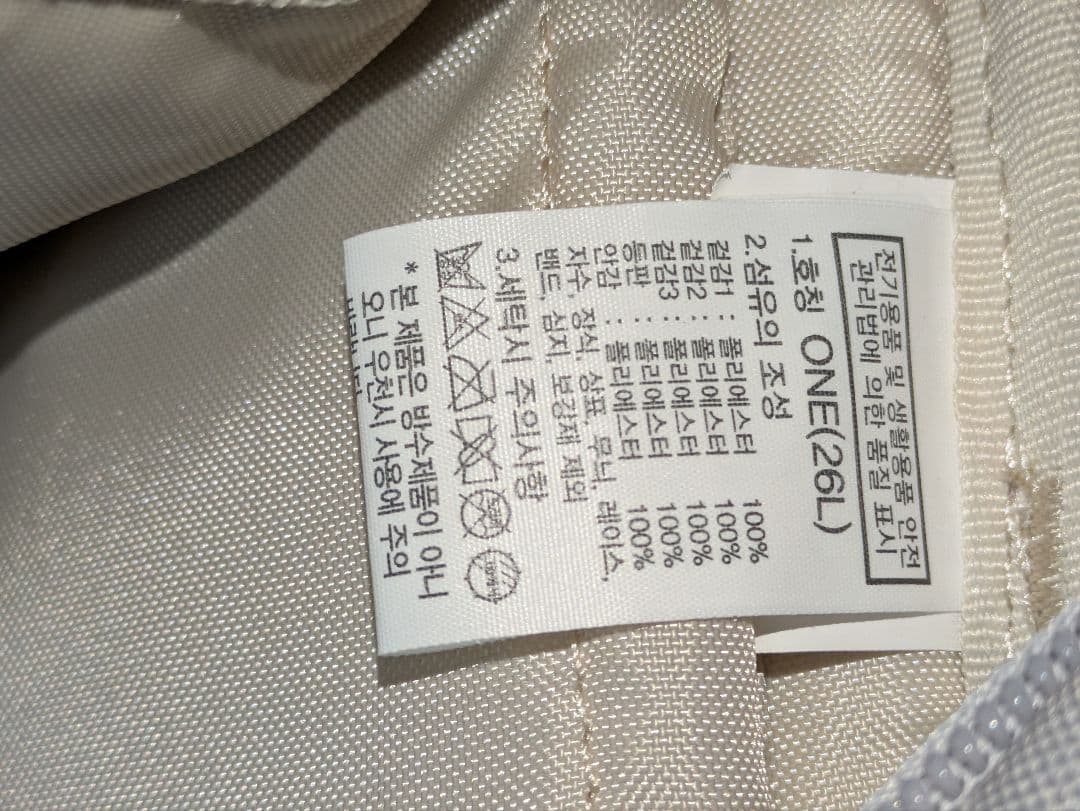 전기용품 및 생활용품 안전
관리법에 의한 품질 표시
1.호칭 ONE(26L)
2.섬유의 조성
겉감1 : 폴리에스터 100%
겉감2 : 폴리에스터 100%
겉감3 : 폴리에스터 100%
등판 : 폴리에스터 100%
안감 : 폴리에스터 100%
자수, 장식, 상표, 무늬, 레이스,
밴드, 심지, 보강재 제외
3.세탁시 주의사항
* 본 제품은 방수제품이 아니
오니 우천시 사용에 주의